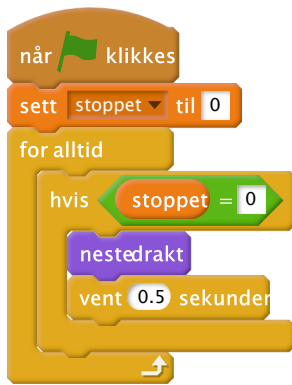 når klikkes
sett stoppet til 0
for alltid
hvis stoppet = 0
nestedrakt
vent 0.5 sekunder